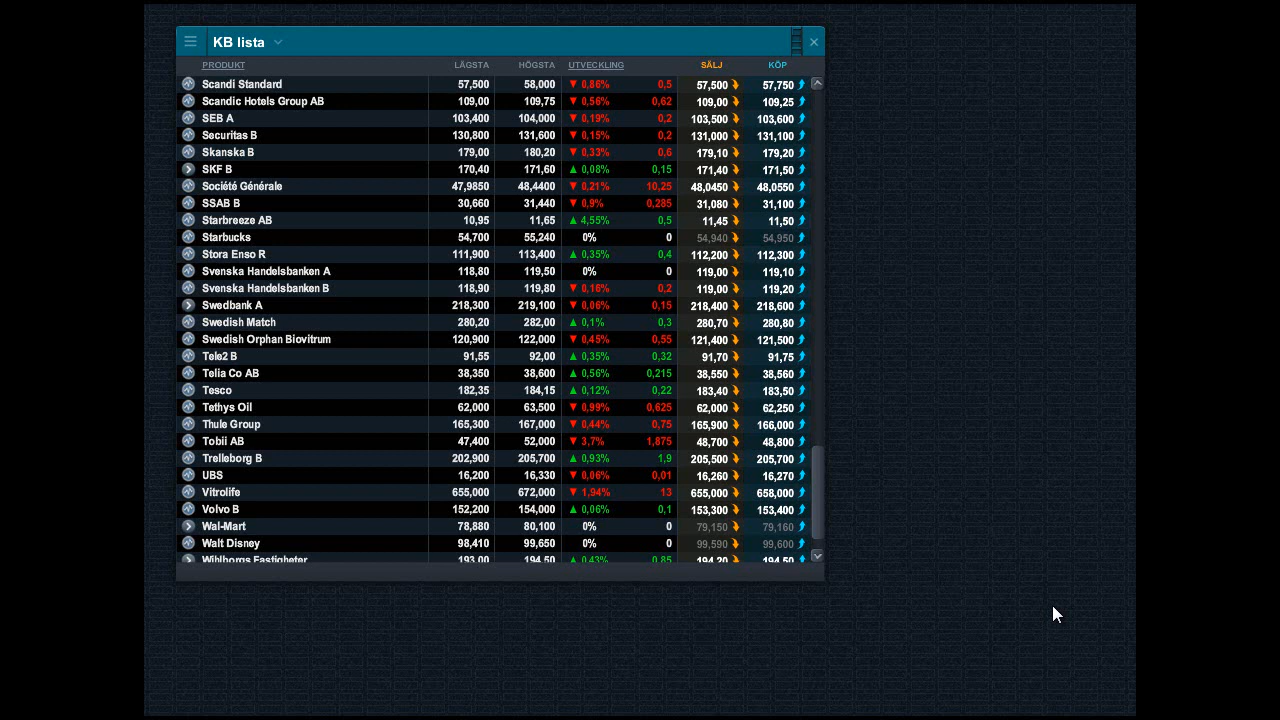 KB lista
PRODUKT LÄGSTA HÖGSTA UTVECKLING SÄLJ KÖP
Scandi Standard 57,500 58,000 ▼ 0,86% 0,5 57,500 57,750
Scandic Hotels Group AB 109,00 109,75 ▼ 0,56% 0,62 109,00 109,25
SEB A 103,400 104,000 ▼ 0,19% 0,2 103,500 103,600
Securitas B 130,800 131,600 ▼ 0,15% 0,2 131,000 131,100
Skanska B 179,00 180,20 ▼ 0,33% 0,6 179,10 179,20
SKF B 170,40 171,60 ▲ 0,08% 0,15 171,40 171,50
Société Générale 47,9850 48,4400 ▼ 0,21% 10,25 48,0450 48,0550
SSAB B 30,660 31,440 ▼ 0,9% 0,285 31,080 31,100
Starbreeze AB 10,95 11,65 ▲ 4,55% 0,5 11,45 11,50
Starbucks 54,700 55,240 0% 0 54,940 54,950
Stora Enso R 111,900 113,400 ▲ 0,35% 0,4 112,200 112,300
Svenska Handelsbanken A 118,80 119,50 0% 0 119,00 119,10
Svenska Handelsbanken B 118,90 119,80 ▼ 0,16% 0,2 119,00 119,20
Swedbank A 218,300 219,100 ▼ 0,06% 0,15 218,400 218,600
Swedish Match 280,20 282,00 ▲ 0,1% 0,3 280,70 280,80
Swedish Orphan Biovitrum 120,900 122,000 ▼ 0,45% 0,55 121,400 121,500
Tele2 B 91,55 92,00 ▲ 0,35% 0,32 91,70 91,75
Telia Co AB 38,350 38,600 ▲ 0,56% 0,215 38,550 38,560
Tesco 182,35 184,15 ▲ 0,12% 0,22 183,40 183,50
Tethys Oil 62,000 63,500 ▼ 0,99% 0,625 62,000 62,250
Thule Group 165,300 167,000 ▼ 0,44% 0,75 165,900 166,000
Tobii AB 47,400 52,000 ▼ 3,7% 1,875 48,700 48,800
Trelleborg B 202,900 205,700 ▲ 0,93% 1,9 205,500 205,700
UBS 16,200 16,330 ▼ 0,06% 0,01 16,260 16,270
Vitrolife 655,000 672,000 ▼ 1,94% 13 655,000 658,000
Volvo B 152,200 154,000 ▲ 0,06% 0,1 153,300 153,400
Wal-Mart 78,880 80,100 0% 0 79,150 79,160
Walt Disney 98,410 99,650 0% 0 99,590 99,600
Wihlborgs Fastigheter 193,00 194,50 ▲ 0,43% 0,85 194,20 194,50